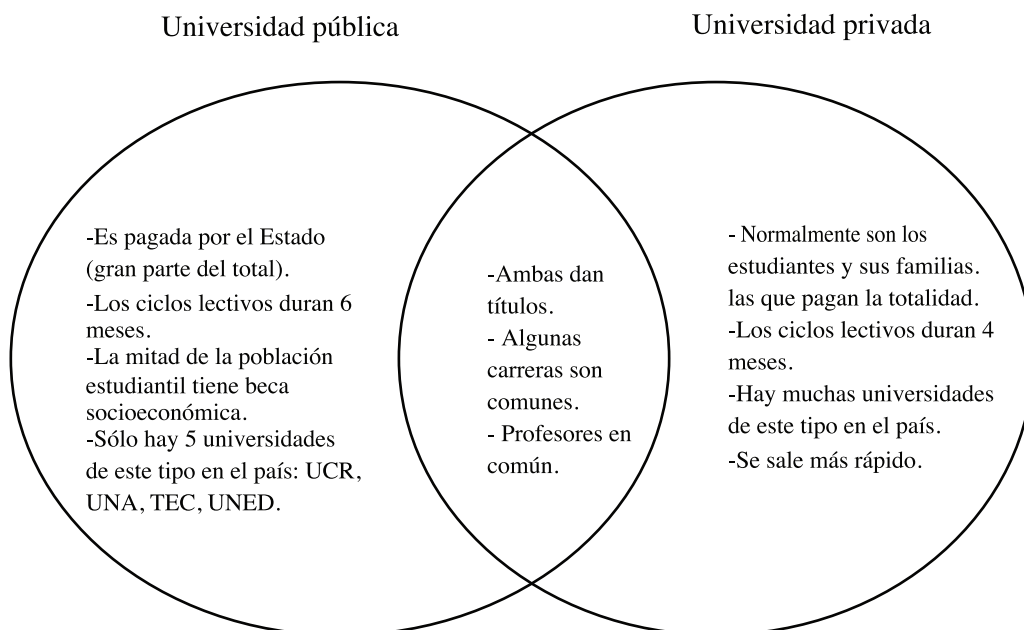 Universidad pública
Universidad privada
-Es pagada por el Estado
(gran parte del total).
-Los ciclos lectivos duran 6
meses.
-La mitad de la población
estudiantil tiene beca
socioeconómica.
-Sólo hay 5 universidades
de este tipo en el país: UCR,
UNA, TEC, UNED.
-Ambas dan
títulos.
- Algunas
carreras son
comunes.
- Profesores en
común.
- Normalmente son los
estudiantes y sus familias.
las que pagan la totalidad.
-Los ciclos lectivos duran 4
meses.
-Hay muchas universidades
de este tipo en el país.
-Se sale más rápido.